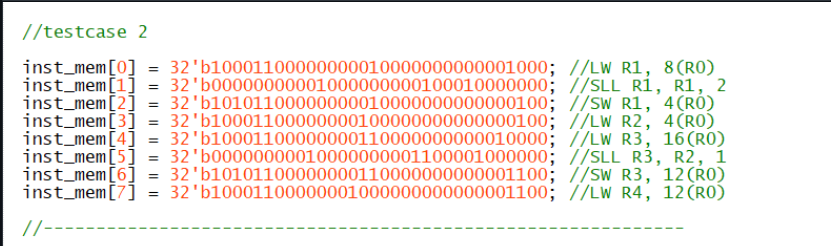 //testcase 2
inst_mem[0] = 32'b10001100000000010000000000001000; //LW R1, 8(R0)
inst_mem[1] = 32'b00000000001000000000100010000000; //SLL R1, R1, 2
inst_mem[2] = 32'b10101100000000010000000000000100; //SW R1, 4(R0)
inst_mem[3] = 32'b10001100000000100000000000000100; //LW R2, 4(R0)
inst_mem[4] = 32'b10001100000000110000000000010000; //LW R3, 16(R0)
inst_mem[5] = 32'b00000000010000000001100001000000; //SLL R3, R2, 1
inst_mem[6] = 32'b10101100000000110000000000001100; //SW R3, 12(R0)
inst_mem[7] = 32'b10001100000001000000000000001100; //LW R4, 12(R0)
//-------------------------------------------------------------